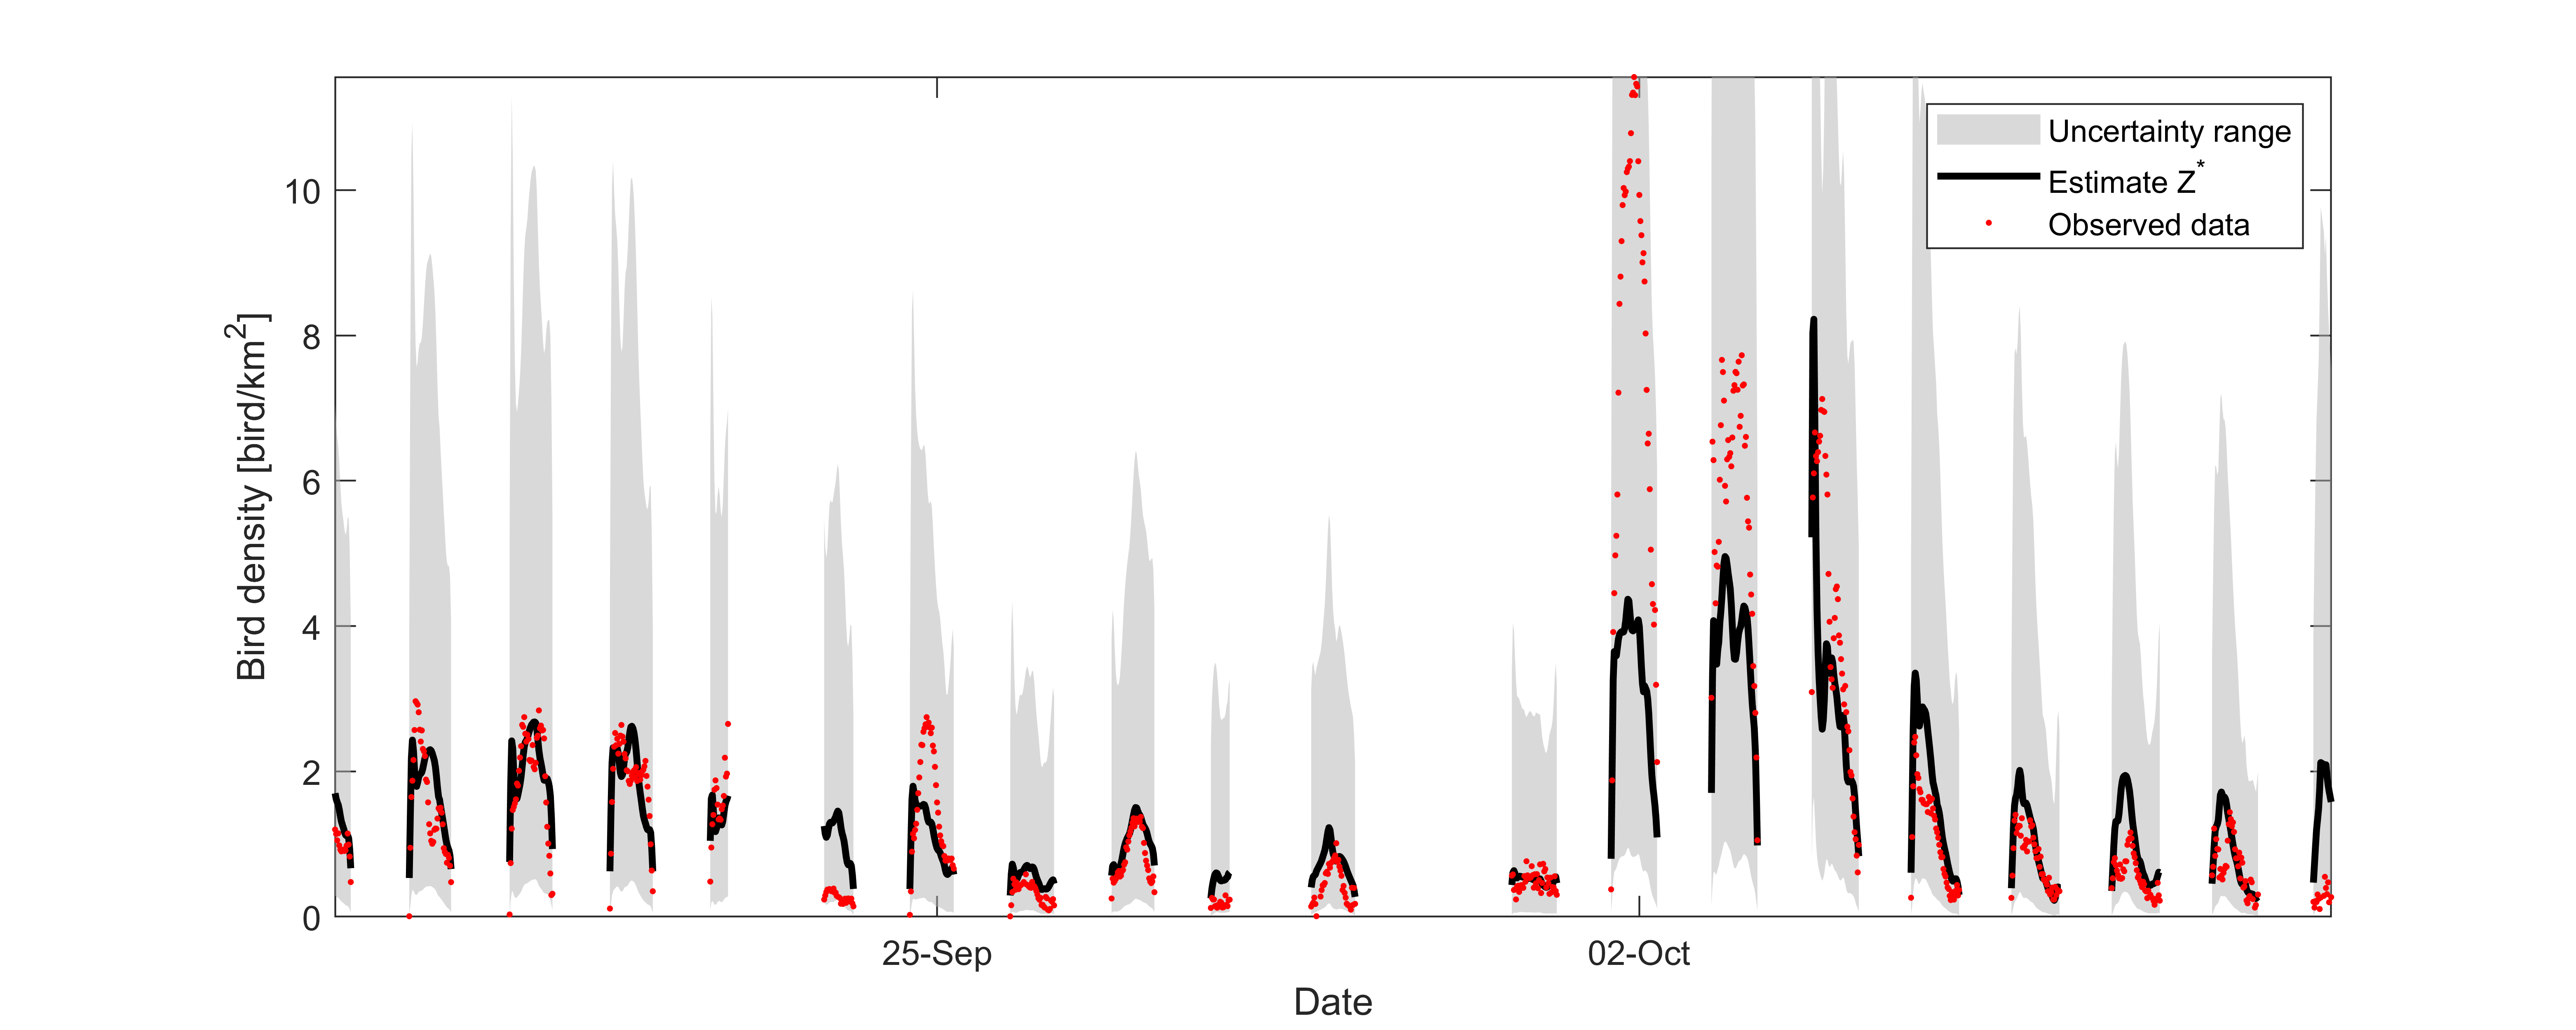 Uncertainty range
Estimate Z*
Observed data
Bird density [bird/km²]
10
8
6
4
2
0
25-Sep
02-Oct
Date